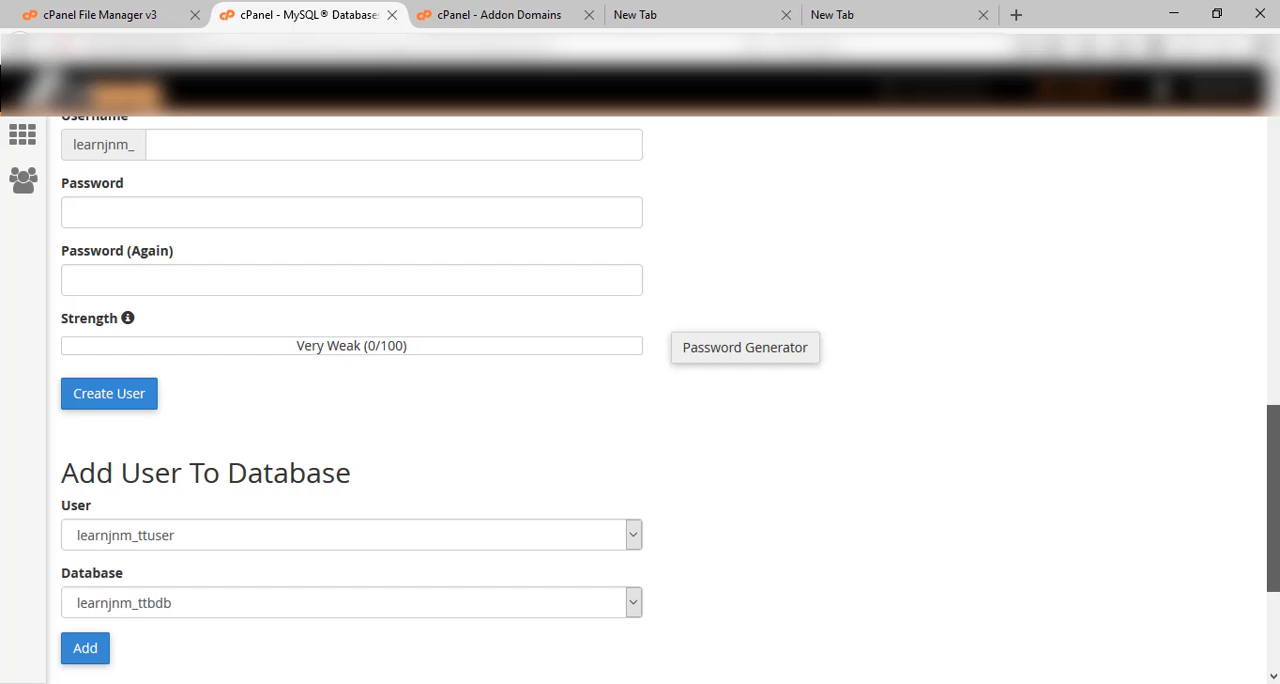 cPanel File Manager v3
cPanel - MySQL® Database
cPanel - Addon Domains
New Tab
New Tab
Username
learnjnm_
Password
Password (Again)
Strength
Very Weak (0/100)
Password Generator
Create User
Add User To Database
User
learnjnm_ttuser
Database
learnjnm_ttbdb
Add